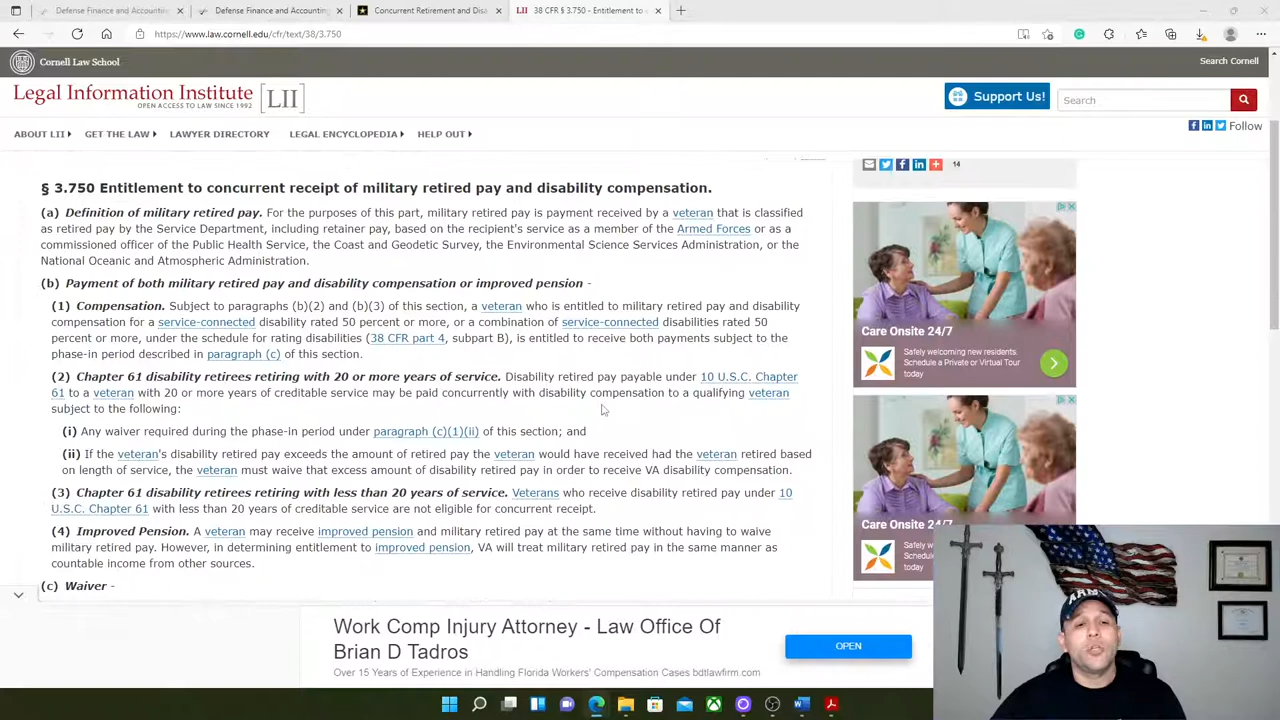 Defense Finance and Accounting
Defense Finance and Accounting
Concurrent Retirement and Disa
LII 38 CFR § 3.750 - Entitlement to c
https://www.law.cornell.edu/cfr/text/38/3.750
Cornell Law School
Search Cornell
Legal Information Institute [LII]
OPEN ACCESS TO LAW SINCE 1992
Support Us!
Search
ABOUT LII GET THE LAW LAWYER DIRECTORY LEGAL ENCYCLOPEDIA HELP OUT
Follow
14
§ 3.750 Entitlement to concurrent receipt of military retired pay and disability compensation.
(a) Definition of military retired pay. For the purposes of this part, military retired pay is payment received by a veteran that is classified
as retired pay by the Service Department, including retainer pay, based on the recipient's service as a member of the Armed Forces or as a
commissioned officer of the Public Health Service, the Coast and Geodetic Survey, the Environmental Science Services Administration, or the
National Oceanic and Atmospheric Administration.
(b) Payment of both military retired pay and disability compensation or improved pension -
(1) Compensation. Subject to paragraphs (b)(2) and (b)(3) of this section, a veteran who is entitled to military retired pay and disability
compensation for a service-connected disability rated 50 percent or more, or a combination of service-connected disabilities rated 50
percent or more, under the schedule for rating disabilities (38 CFR part 4, subpart B), is entitled to receive both payments subject to the
phase-in period described in paragraph (c) of this section.
(2) Chapter 61 disability retirees retiring with 20 or more years of service. Disability retired pay payable under 10 U.S.C. Chapter
61 to a veteran with 20 or more years of creditable service may be paid concurrently with disability compensation to a qualifying veteran
subject to the following:
(i) Any waiver required during the phase-in period under paragraph (c)(1)(ii) of this section; and
(ii) If the veteran's disability retired pay exceeds the amount of retired pay the veteran would have received had the veteran retired based
on length of service, the veteran must waive that excess amount of disability retired pay in order to receive VA disability compensation.
(3) Chapter 61 disability retirees retiring with less than 20 years of service. Veterans who receive disability retired pay under 10
U.S.C. Chapter 61 with less than 20 years of creditable service are not eligible for concurrent receipt.
(4) Improved Pension. A veteran may receive improved pension and military retired pay at the same time without having to waive
military retired pay. However, in determining entitlement to improved pension, VA will treat military retired pay in the same manner as
countable income from other sources.
(c) Waiver -
Care Onsite 24/7
Safely welcoming new residents.
Schedule a Private or Virtual Tour
today
Care Onsite 24/7
Safely w
Schedule
today
Work Comp Injury Attorney - Law Office Of
Brian D Tadros
Over 15 Years of Experience in Handling Florida Workers' Compensation Cases bdtlawfirm.com
OPEN
ARMY